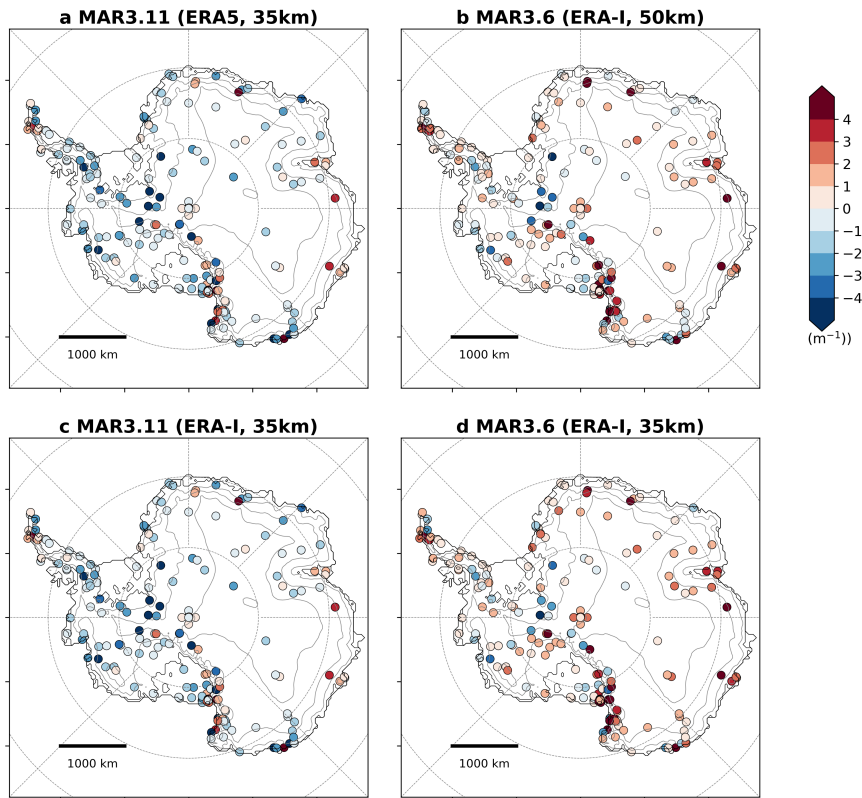 a MAR3.11 (ERA5, 35km)
b MAR3.6 (ERA-I, 50km)
1000 km
1000 km
4
3
2
1
0
−1
−2
−3
−4
(m⁻¹))
c MAR3.11 (ERA-I, 35km)
d MAR3.6 (ERA-I, 35km)
1000 km
1000 km